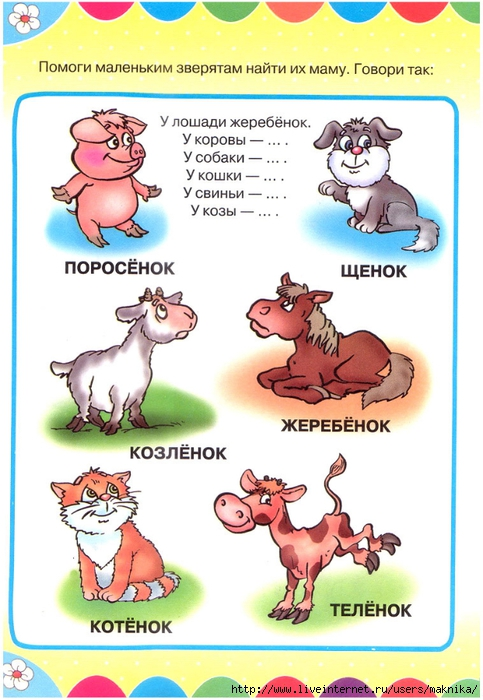 Помоги маленьким зверятам найти их маму. Говори так:
У лошади жеребёнок.
У коровы — ... .
У собаки — ... .
У кошки — ... .
У свиньи — ... .
У козы — ... .
ПОРОСЁНОК
ЩЕНОК
КОЗЛЁНОК
ЖЕРЕБЁНОК
КОТЁНОК
ТЕЛЁНОК
http://www.liveinternet.ru/users/maknika/